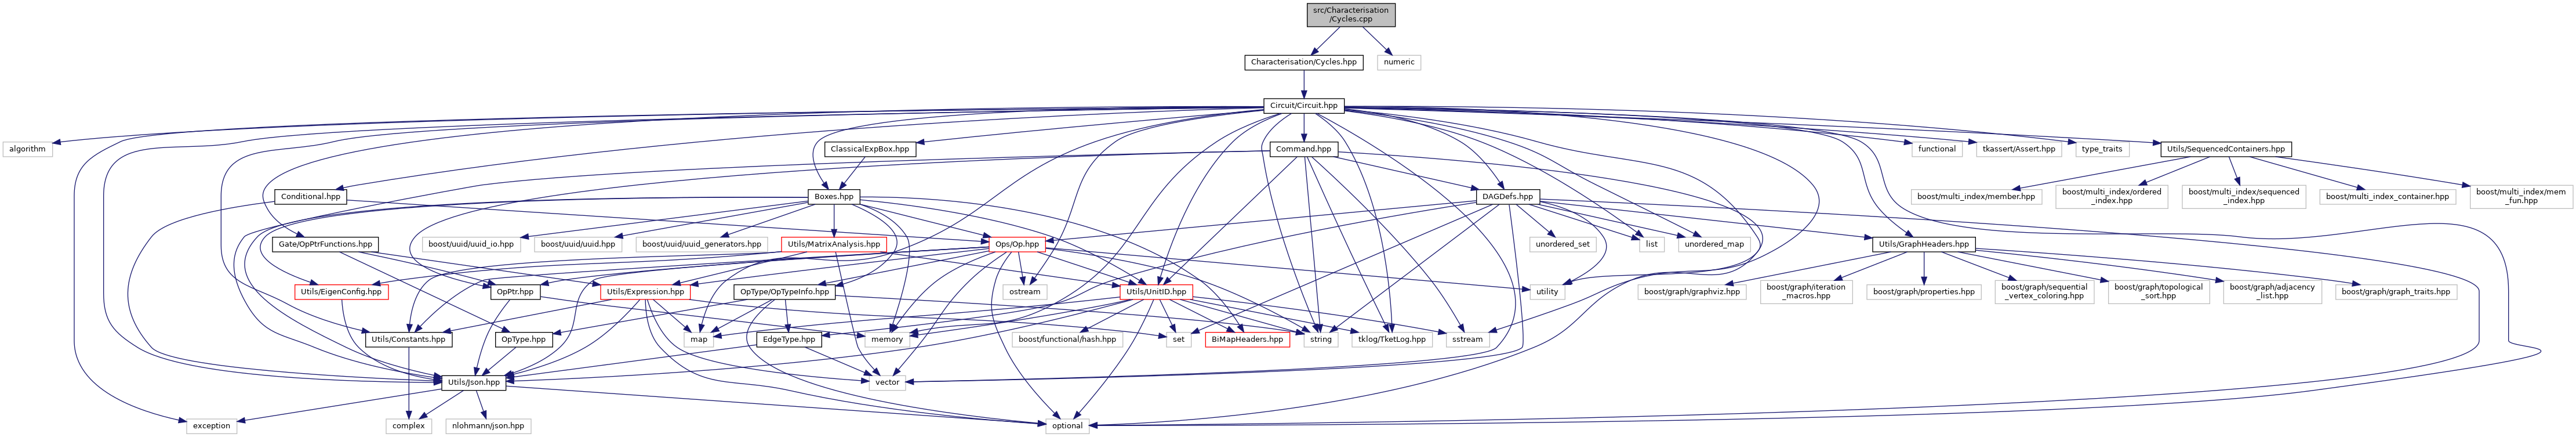 src/Characterisation
/Cycles.cpp
Characterisation/Cycles.hpp
numeric
Circuit/Circuit.hpp
algorithm
ClassicalExpBox.hpp
Command.hpp
functional
tkassert/Assert.hpp
type_traits
Utils/SequencedContainers.hpp
Conditional.hpp
Boxes.hpp
DAGDefs.hpp
boost/multi_index/member.hpp
boost/multi_index/ordered
_index.hpp
boost/multi_index/sequenced
_index.hpp
boost/multi_index_container.hpp
boost/multi_index/mem
_fun.hpp
Gate/OpPtrFunctions.hpp
boost/uuid/uuid_io.hpp
boost/uuid/uuid.hpp
boost/uuid/uuid_generators.hpp
Utils/MatrixAnalysis.hpp
Ops/Op.hpp
unordered_set
list
unordered_map
Utils/GraphHeaders.hpp
Utils/EigenConfig.hpp
OpPtr.hpp
Utils/Expression.hpp
OpType/OpTypeInfo.hpp
ostream
Utils/UnitID.hpp
utility
boost/graph/graphviz.hpp
boost/graph/iteration
_macros.hpp
boost/graph/properties.hpp
boost/graph/sequential
_vertex_coloring.hpp
boost/graph/topological
_sort.hpp
boost/graph/adjacency
_list.hpp
boost/graph/graph_traits.hpp
Utils/Constants.hpp
OpType.hpp
map
EdgeType.hpp
memory
boost/functional/hash.hpp
set
BiMapHeaders.hpp
string
tklog/TketLog.hpp
sstream
Utils/Json.hpp
vector
exception
complex
nlohmann/json.hpp
optional